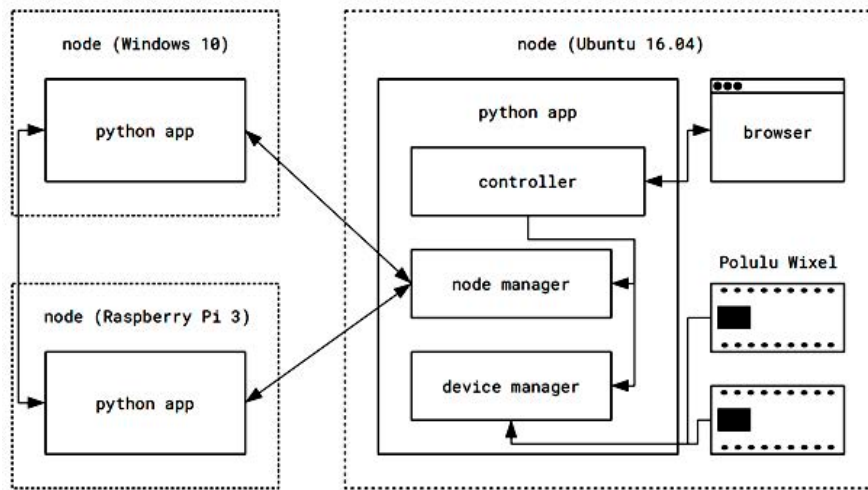 node (Windows 10)
python app
node (Raspberry Pi 3)
python app
node (Ubuntu 16.04)
python app
controller
node manager
device manager
browser
Polulu Wixel